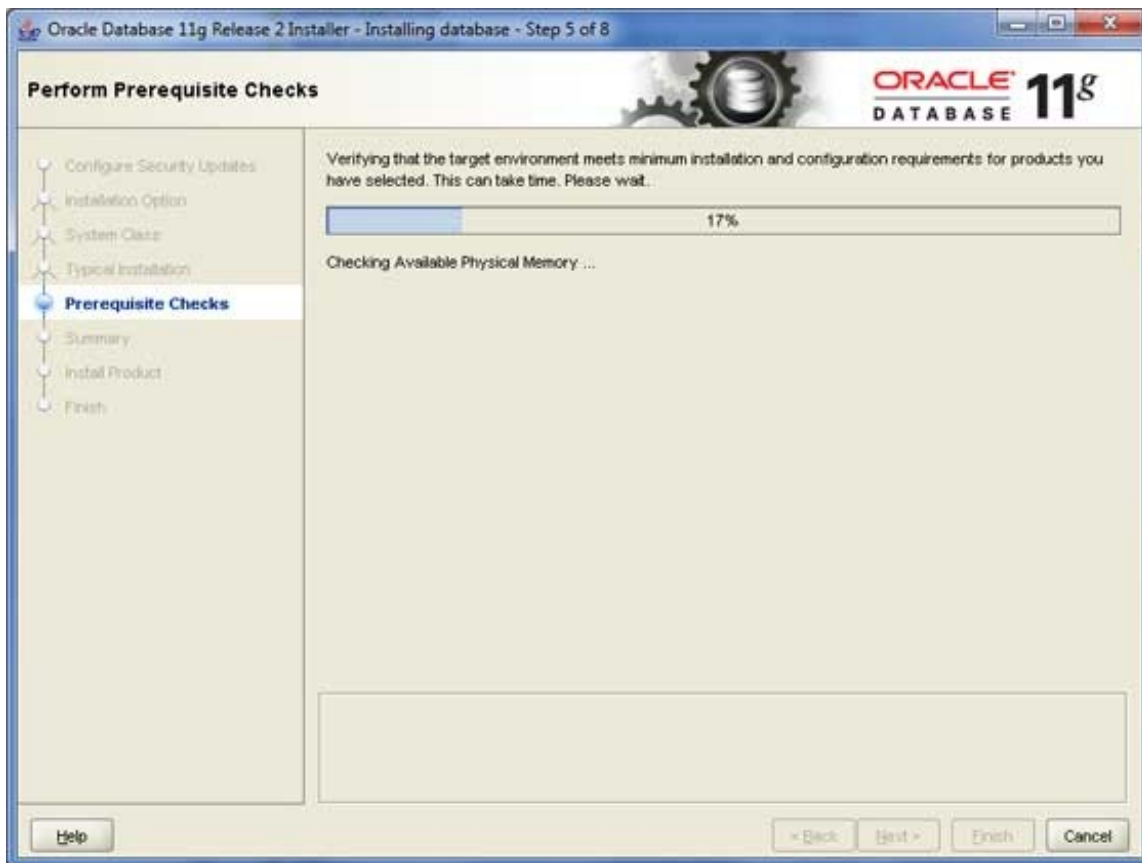 Oracle Database 11g Release 2 Installer - Installing database - Step 5 of 8
Perform Prerequisite Checks
ORACLE
DATABASE
11g
Configure Security Updates
Installation Option
System Class
Typical Installation
Prerequisite Checks
Summary
Install Product
Finish
Verifying that the target environment meets minimum installation and configuration requirements for products you
have selected. This can take time. Please wait.
17%
Checking Available Physical Memory ...
Help
< Back
Next >
Finish
Cancel